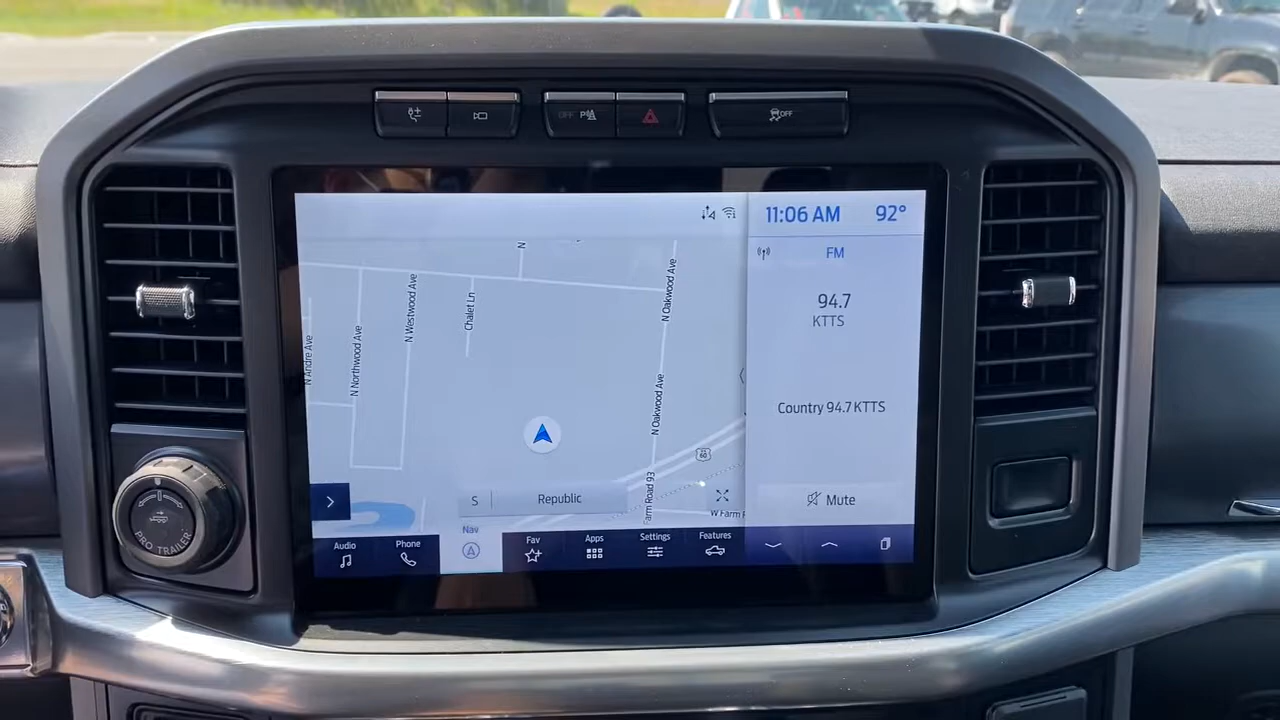 OFF P
OFF
11:06 AM 92°
FM
94.7
KTTS
Country 94.7 KTTS
Mute
N
N Andre Ave
N Northwood Ave
N Westwood Ave
Chalet Ln
N Oakwood Ave
N Oakwood Ave
Farm Road 93
60
W Farm R
S Republic
Audio
Phone
Nav
Fav
Apps
Settings
Features
PRO TRAILER